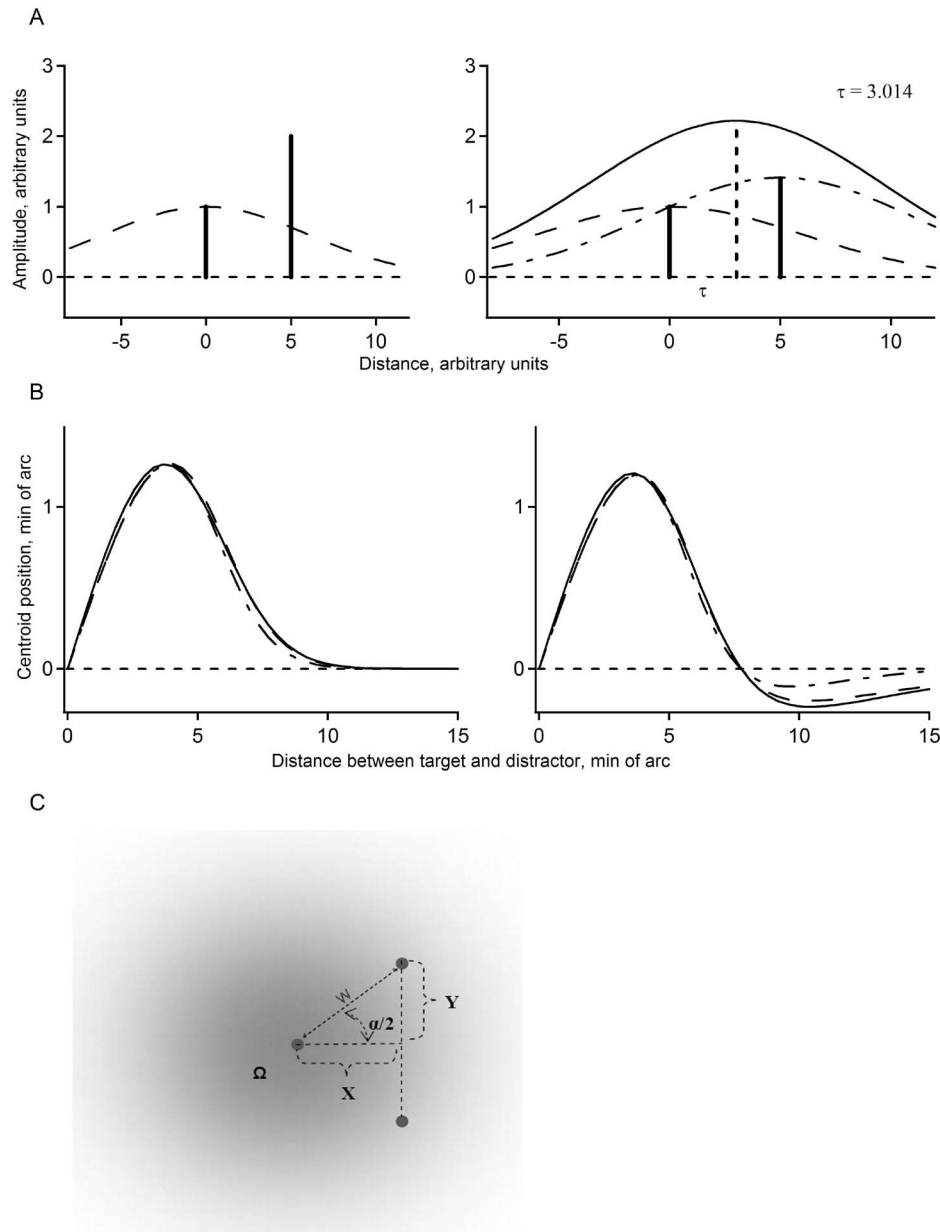 A
Amplitude, arbitrary units
3
2
1
0
-5 0 5 10
3
2
1
0
τ = 3.014
τ
-5 0 5 10
Distance, arbitrary units
B
Centroid position, min of arc
1
0
0 5 10 15
1
0
0 5 10 15
Distance between target and distractor, min of arc
C
W
α/2
Y
Ω
X